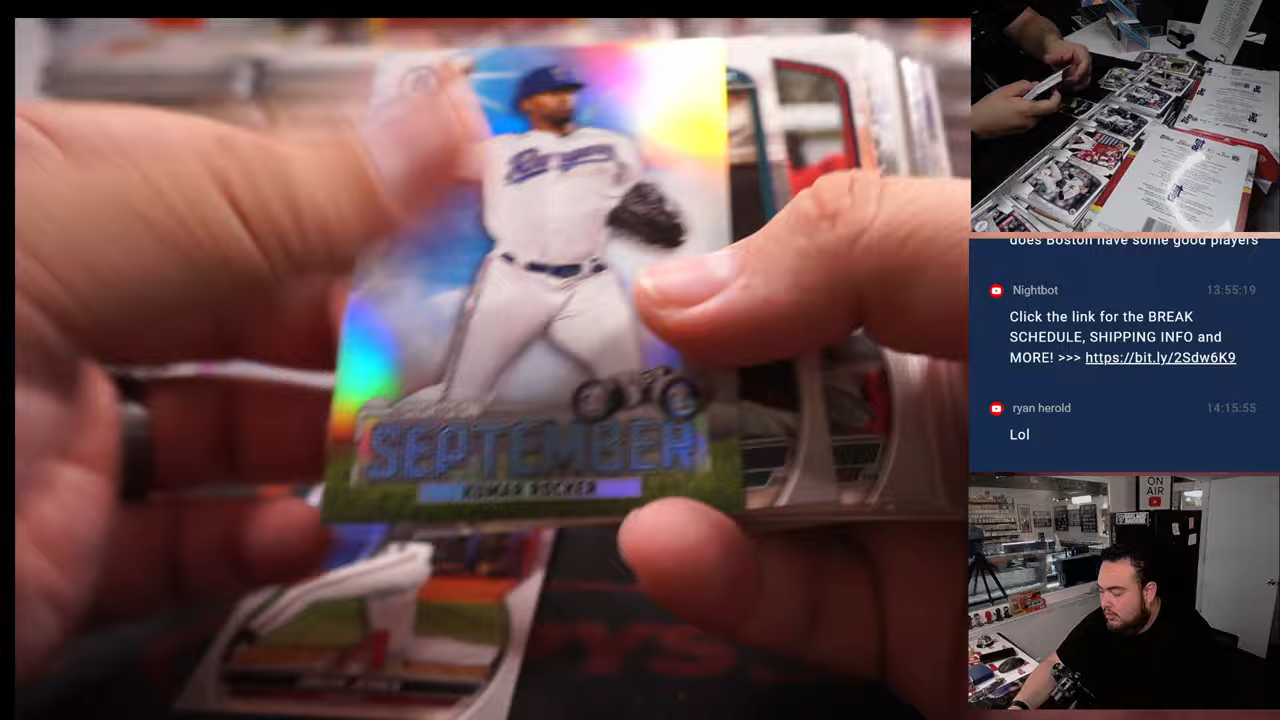 Rangers
SEPTEMBER
KUMAR ROCKER
does Boston have some good players
Nightbot
13:55:19
Click the link for the BREAK
SCHEDULE, SHIPPING INFO and
MORE! >>> https://bit.ly/2Sdw6K9
ryan herold
14:15:55
Lol
ON
AIR